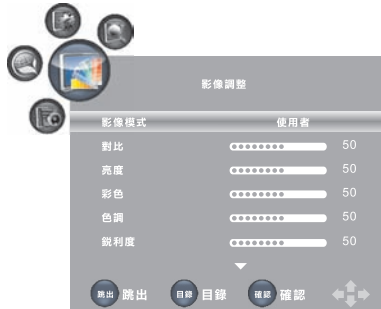 影像調整
影像模式 使用者
對比 50
亮度 50
彩色 50
色調 50
銳利度 50
跳出 跳出 目錄 目錄 確認 確認